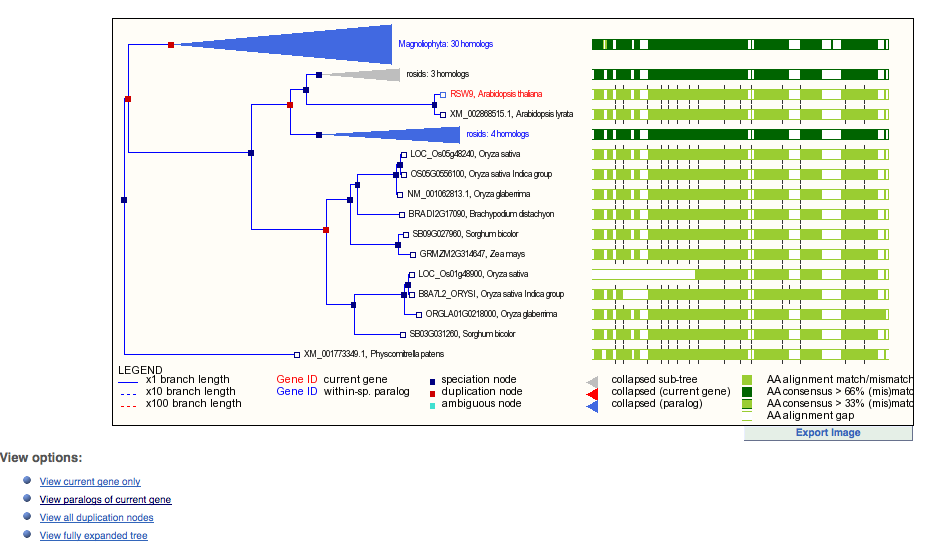 Magnoliophyta: 30 homologs
rosids: 3 homologs
RSW9, Arabidopsis thaliana
XM_002868515.1, Arabidopsis lyrata
rosids: 4 homologs
LOC_Os05g48240, Oryza sativa
OS05G0556100, Oryza sativa Indica group
NM_001062813.1, Oryza glaberrima
BRADI2G17090, Brachypodium distachyon
SB09G027960, Sorghum bicolor
GRMZM2G314647, Zea mays
LOC_Os01g48900, Oryza sativa
B8A7L2_ORYSI, Oryza sativa Indica group
ORGLA01G0218000, Oryza glaberrima
SB03G031260, Sorghum bicolor
XM_001773349.1, Physcomitrella patens
LEGEND
x1 branch length Gene ID current gene speciation node collapsed sub-tree AA alignment match/mismatch
x10 branch length Gene ID within-sp. paralog duplication node collapsed (current gene) AA consensus > 66% (mis)matc
x100 branch length ambiguous node collapsed (paralog) AA consensus > 33% (mis)matc
AA alignment gap
Export Image
View options:
View current gene only
View paralogs of current gene
View all duplication nodes
View fully expanded tree